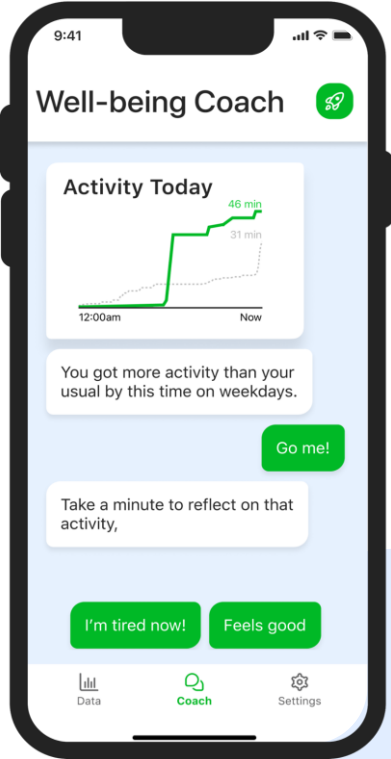 9:41
Well-being Coach
Activity Today
46 min
31 min
12:00am Now
You got more activity than your
usual by this time on weekdays.
Go me!
Take a minute to reflect on that
activity,
I'm tired now! Feels good
Data Coach Settings